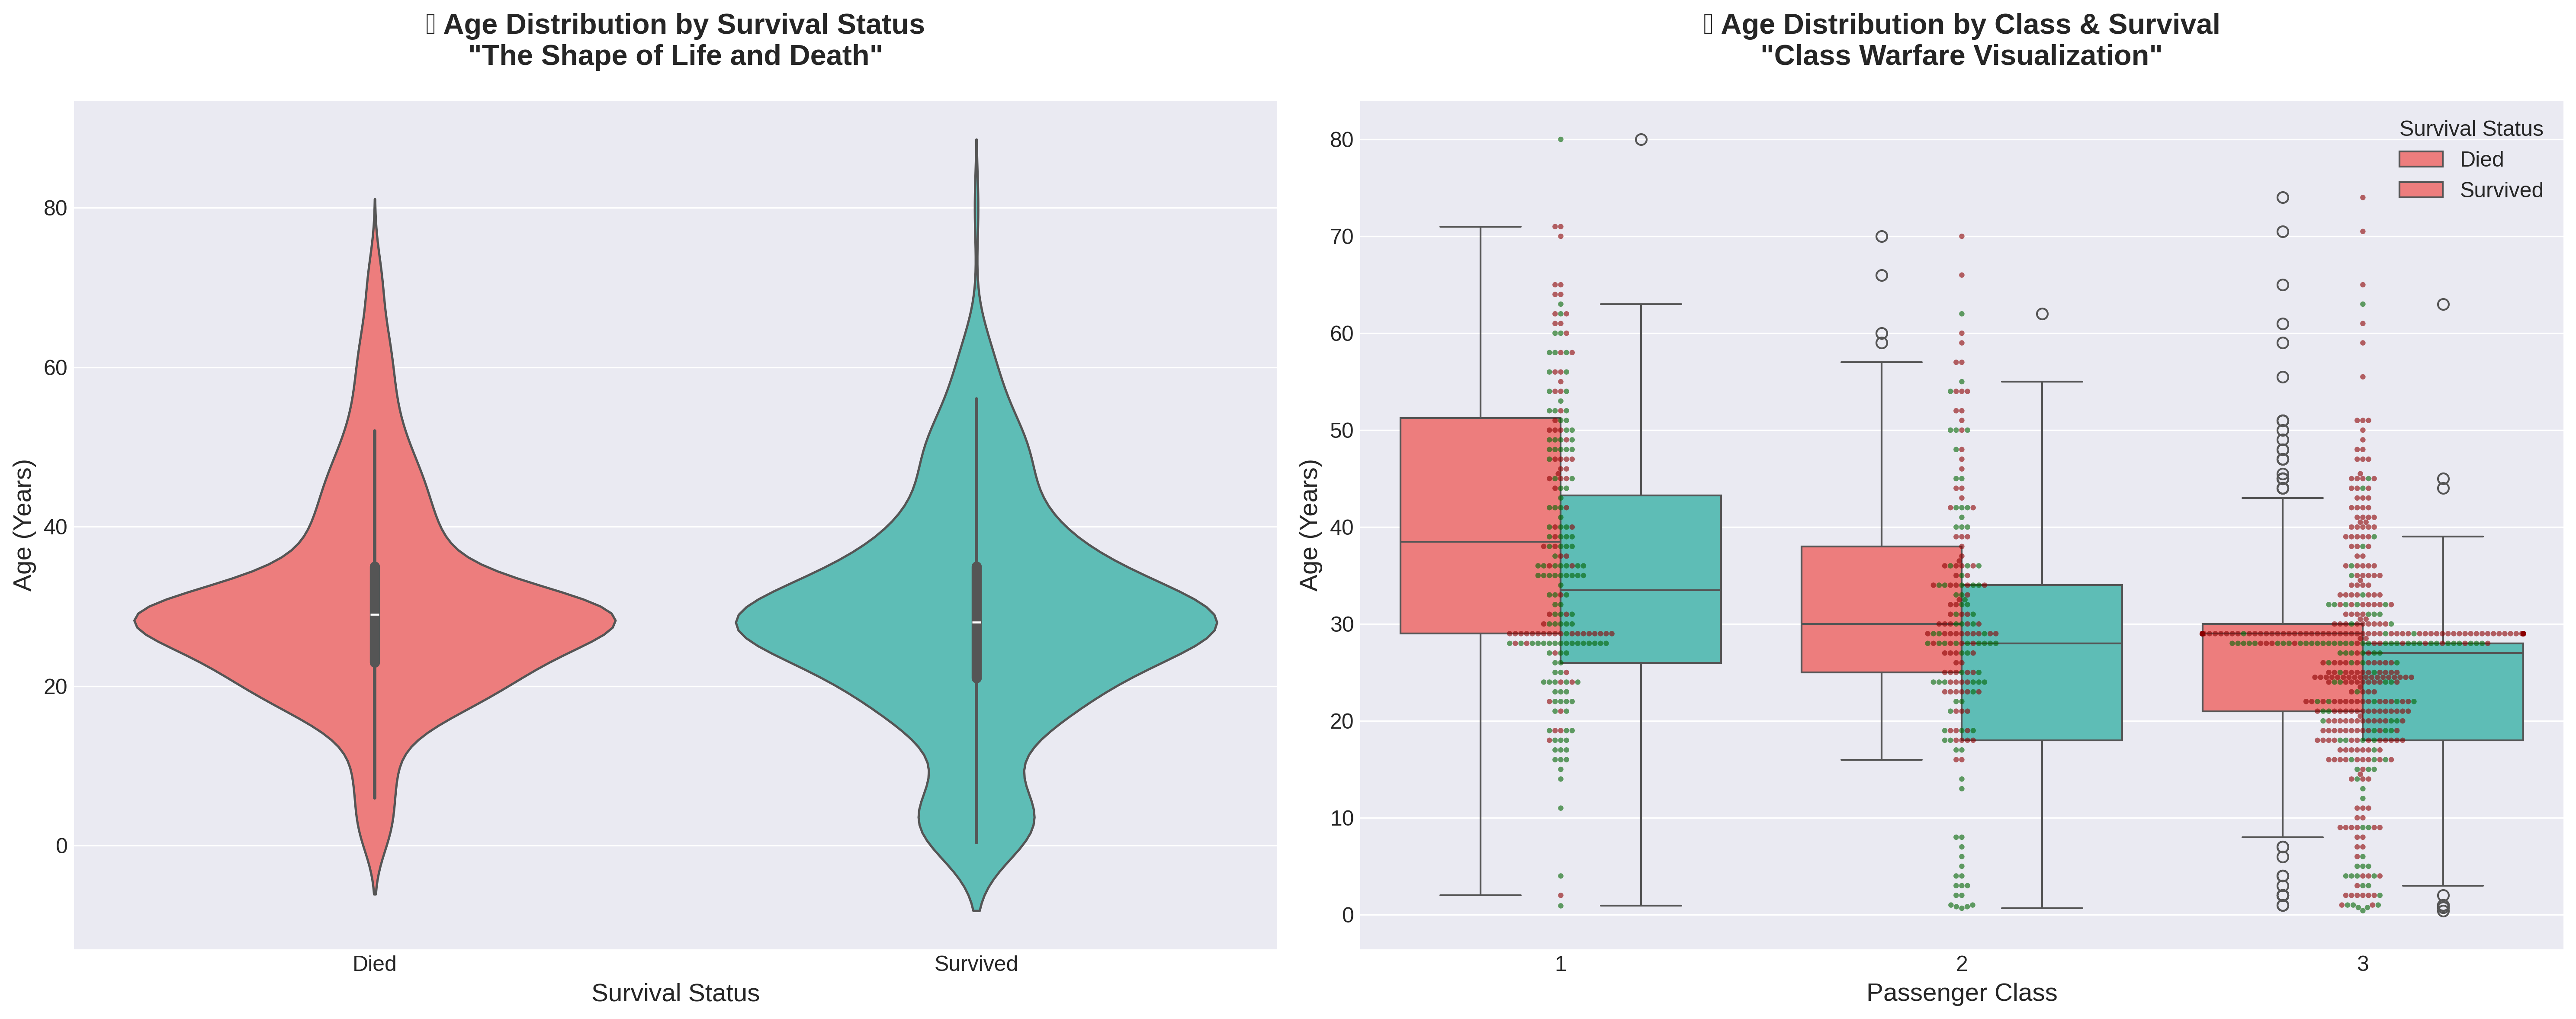 ▯ Age Distribution by Survival Status
"The Shape of Life and Death"
Age (Years)
80
60
40
20
0
Died
Survived
Survival Status
▯ Age Distribution by Class & Survival
"Class Warfare Visualization"
Survival Status
Died
Survived
Age (Years)
80
70
60
50
40
30
20
10
0
1
2
3
Passenger Class